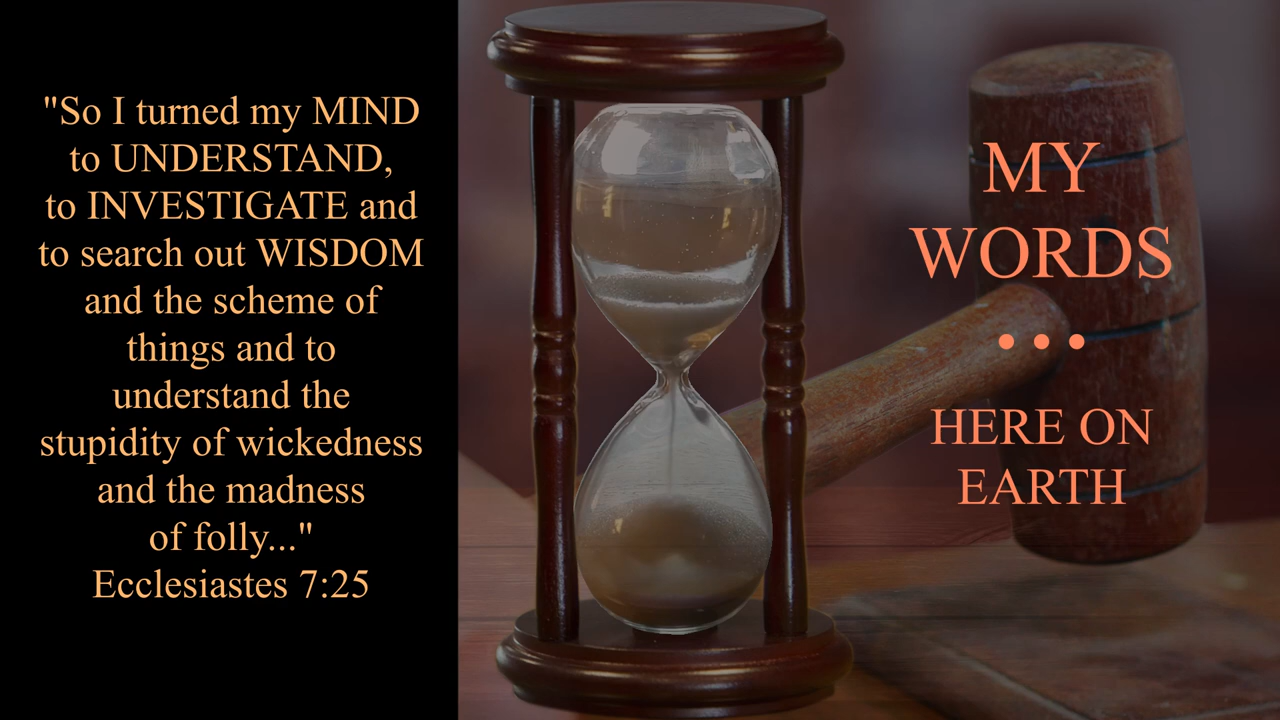 "So I turned my MIND
to UNDERSTAND,
to INVESTIGATE and
to search out WISDOM
and the scheme of
things and to
understand the
stupidity of wickedness
and the madness
of folly..."
Ecclesiastes 7:25
MY
WORDS
• • •
HERE ON
EARTH